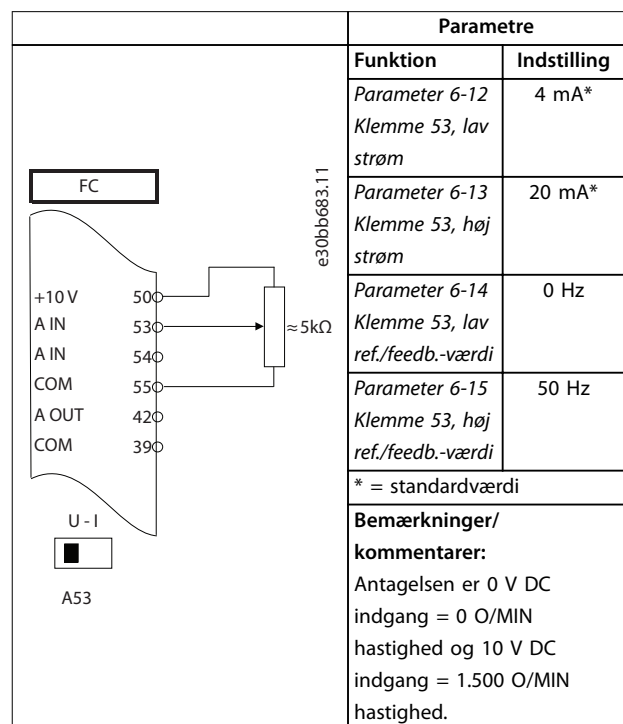 Parametre
Funktion Indstilling
Parameter 6-12 4 mA*
Klemme 53, lav
strøm
Parameter 6-13 20 mA*
Klemme 53, høj
strøm
Parameter 6-14 0 Hz
Klemme 53, lav
ref./feedb.-værdi
Parameter 6-15 50 Hz
Klemme 53, høj
ref./feedb.-værdi
* = standardværdi
Bemærkninger/
kommentarer:
Antagelsen er 0 V DC
indgang = 0 O/MIN
hastighed og 10 V DC
indgang = 1.500 O/MIN
hastighed.
FC
e30bb683.11
+10 V 50
A IN 53
≈5kΩ
A IN 54
COM 55
A OUT 42
COM 39
U - I
A53